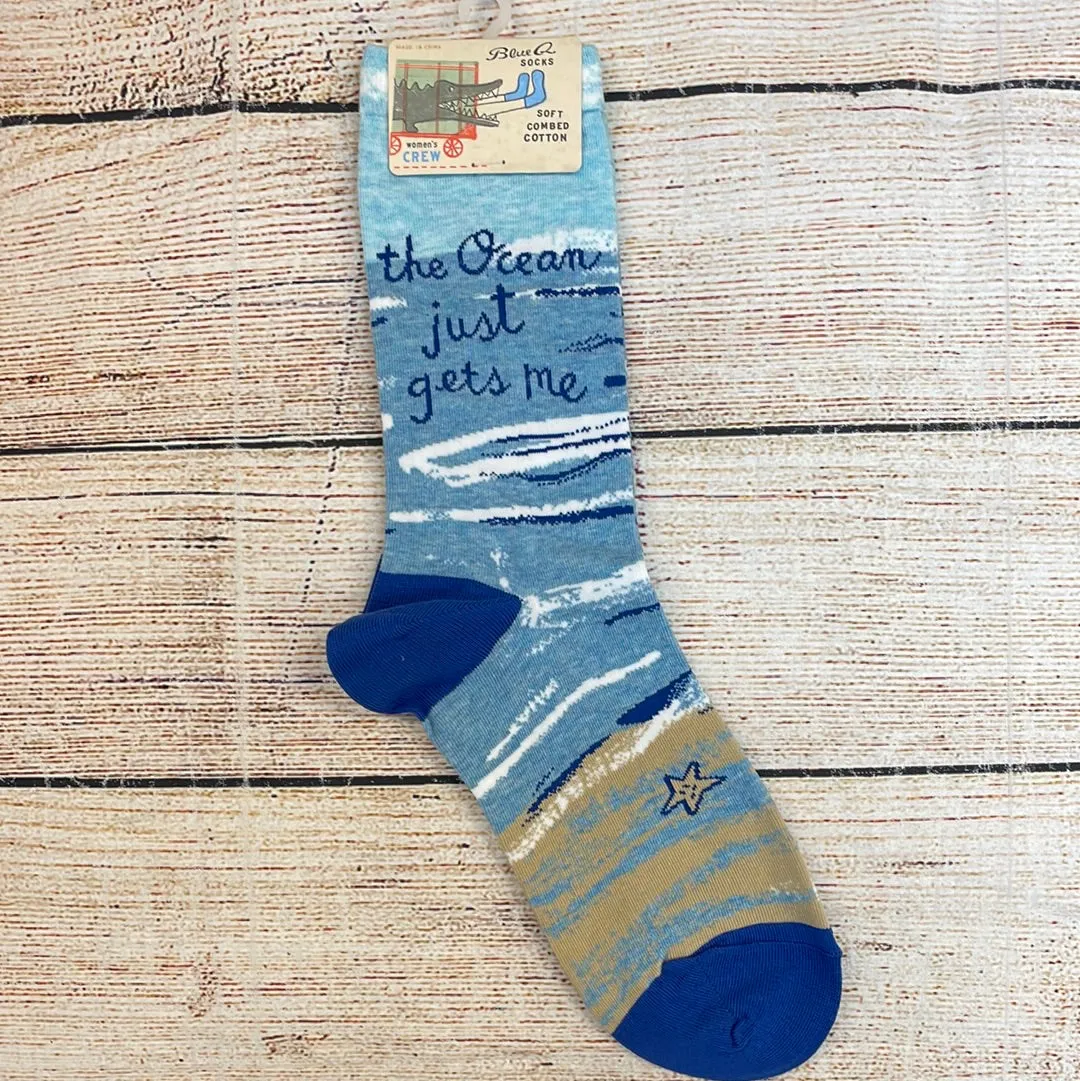 MADE IN CHINA
Blue Q
SOCKS
SOFT
COMBED
COTTON
women's
CREW
the Ocean
just
gets me